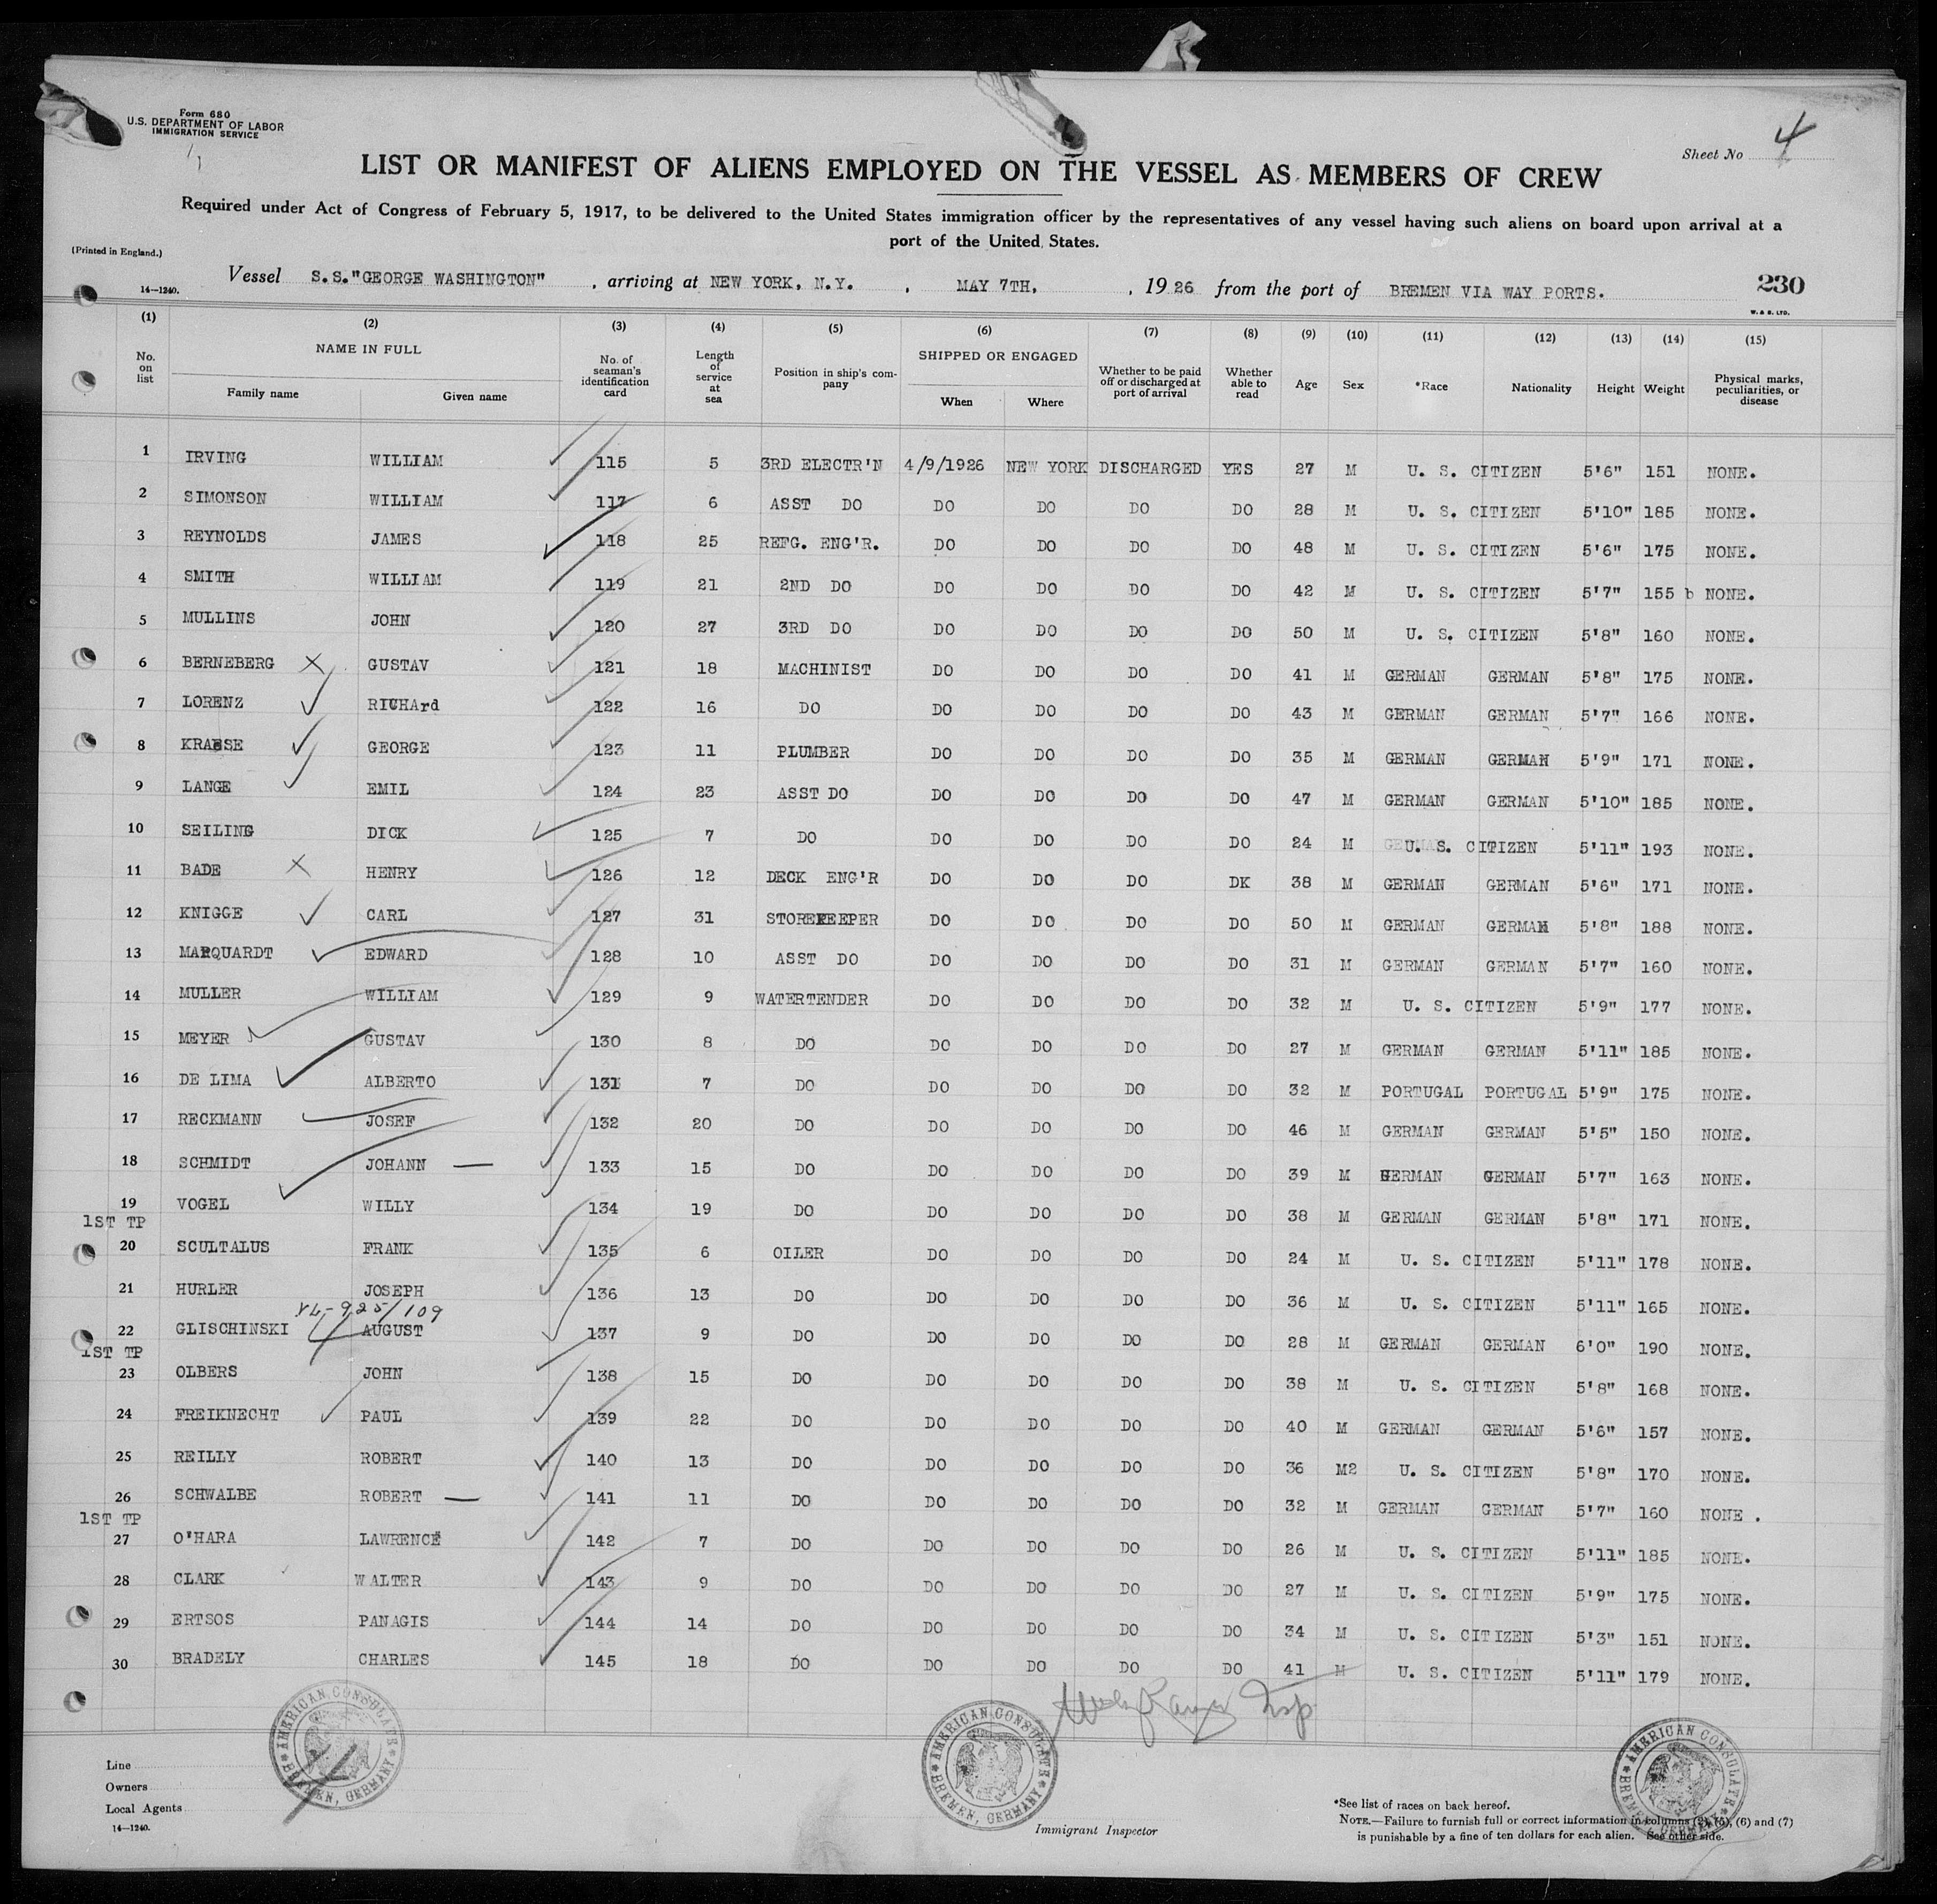 Form 680
U.S. DEPARTMENT OF LABOR
IMMIGRATION SERVICE
Sheet No 4
LIST OR MANIFEST OF ALIENS EMPLOYED ON THE VESSEL AS MEMBERS OF CREW
Required under Act of Congress of February 5, 1917, to be delivered to the United States immigration officer by the representatives of any vessel having such aliens on board upon arrival at a
port of the United States.
(Printed in England.)
14—1240.
Vessel S.S."GEORGE WASHINGTON" , arriving at NEW YORK, N.Y. , MAY 7TH, , 1926 from the port of BREMEN VIA WAY PORTS. 230
W. & S. LTD.
(1) (2) (3) (4) (5) (6) (7) (8) (9) (10) (11) (12) (13) (14) (15)
No. on list NAME IN FULL Family name Given name No. of seaman's identification card Length of service at sea Position in ship's company SHIPPED OR ENGAGED When Where Whether to be paid off or discharged at port of arrival Whether able to read Age Sex *Race Nationality Height Weight Physical marks, peculiarities, or disease
1 IRVING WILLIAM 115 5 3RD ELECTR'N 4/9/1926 NEW YORK DISCHARGED YES 27 M U. S. CITIZEN 5'6" 151 NONE.
2 SIMONSON WILLIAM 117 6 ASST DO DO DO DO DO 28 M U. S. CITIZEN 5'10" 185 NONE.
3 REYNOLDS JAMES 118 25 REFG. ENG'R. DO DO DO DO 48 M U. S. CITIZEN 5'6" 175 NONE.
4 SMITH WILLIAM 119 21 2ND DO DO DO DO DO 42 M U. S. CITIZEN 5'7" 155 b NONE.
5 MULLINS JOHN 120 27 3RD DO DO DO DO DO 50 M U. S. CITIZEN 5'8" 160 NONE.
6 BERNEBERG GUSTAV 121 18 MACHINIST DO DO DO DO 41 M GERMAN GERMAN 5'8" 175 NONE.
7 LORENZ RICHArd 122 16 DO DO DO DO DO 43 M GERMAN GERMAN 5'7" 166 NONE.
8 GEORGE 123 11 PLUMBER DO DO DO DO 35 M GERMAN GERMAN 5'9" 171 NONE.
9 LANGE EMIL 124 23 ASST DO DO DO DO DO 47 M GERMAN GERMAN 5'10" 185 NONE.
10 SEILING DICK 125 7 DO DO DO DO DO 24 M U. S. CITIZEN 5'11" 193 NONE.
11 BADE HENRY 126 12 DECK ENG'R DO DO DO DK 38 M GERMAN GERMAN 5'6" 171 NONE.
12 KNIGGE CARL 127 31 STOREKEEPER DO DO DO DO 50 M GERMAN GERMAN 5'8" 188 NONE.
13 MARQUARDT EDWARD 128 10 ASST DO DO DO DO DO 31 M GERMAN GERMAN 5'7" 160 NONE.
14 MULLER WILLIAM 129 9 WATERTENDER DO DO DO DO 32 M U. S. CITIZEN 5'9" 177 NONE.
15 MEYER GUSTAV 130 8 DO DO DO DO DO 27 M GERMAN GERMAN 5'11" 185 NONE.
16 DE LIMA ALBERTO 131 7 DO DO DO DO DO 32 M PORTUGAL PORTUGAL 5'9" 175 NONE.
17 RECKMANN JOSEF 132 20 DO DO DO DO DO 46 M GERMAN GERMAN 5'5" 150 NONE.
18 SCHMIDT JOHANN — 133 15 DO DO DO DO DO 39 M GERMAN GERMAN 5'7" 163 NONE.
19 VOGEL WILLY 134 19 DO DO DO DO DO 38 M GERMAN GERMAN 5'8" 171 NONE.
1ST TP
20 SCULTALUS FRANK 135 6 OILER DO DO DO DO 24 M U. S. CITIZEN 5'11" 178 NONE.
21 HURLER JOSEPH 136 13 DO DO DO DO DO 36 M U. S. CITIZEN 5'11" 165 NONE.
22 GLISCHINSKI AUGUST 137 9 DO DO DO DO DO 28 M GERMAN GERMAN 6'0" 190 NONE.
1ST TP
23 OLBERS JOHN 138 15 DO DO DO DO DO 38 M U. S. CITIZEN 5'8" 168 NONE.
24 FREIKNECHT PAUL 139 22 DO DO DO DO DO 40 M GERMAN GERMAN 5'6" 157 NONE.
25 REILLY ROBERT 140 13 DO DO DO DO DO 36 M2 U. S. CITIZEN 5'8" 170 NONE.
26 SCHWALBE ROBERT — 141 11 DO DO DO DO DO 32 M GERMAN GERMAN 5'7" 160 NONE .
1ST TP
27 O'HARA LAWRENCE 142 7 DO DO DO DO DO 26 M U. S. CITIZEN 5'11" 185 NONE.
28 CLARK WALTER 143 9 DO DO DO DO DO 27 M U. S. CITIZEN 5'9" 175 NONE.
29 ERTSOS PANAGIS 144 14 DO DO DO DO DO 34 M U. S. CITIZEN 5'3" 151 NONE.
30 BRADELY CHARLES 145 18 DO DO DO DO DO 41 M U. S. CITIZEN 5'11" 179 NONE.
AMERICAN CONSULATE BREMEN, GERMANY
AMERICAN CONSULATE BREMEN, GERMANY
AMERICAN CONSULATE BREMEN, GERMANY
Line
Owners
Local Agents
14—1240.
Immigrant Inspector
*See list of races on back hereof.
NOTE.—Failure to furnish full or correct information in columns (2), (5), (6) and (7)
is punishable by a fine of ten dollars for each alien. See other side.